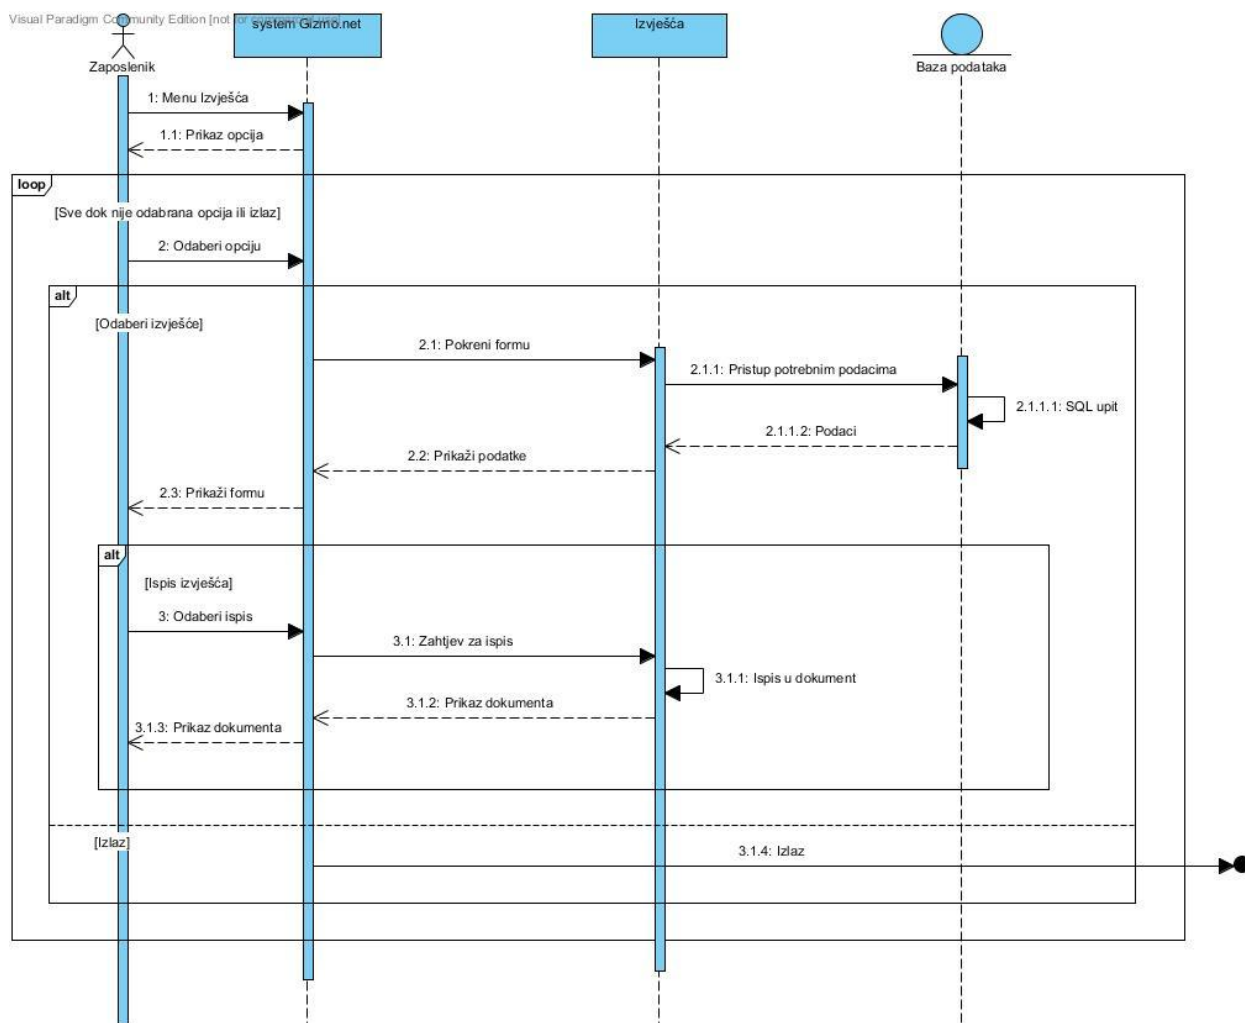 Visual Paradigm Community Edition [not for commercial use]
system Gizmo.net
Izvješća
Zaposlenik
Baza podataka
1: Menu Izvješća
1.1: Prikaz opcija
loop
[Sve dok nije odabrana opcija ili izlaz]
2: Odaberi opciju
alt
[Odaberi izvješće]
2.1: Pokreni formu
2.1.1: Pristup potrebnim podacima
2.1.1.1: SQL upit
2.1.1.2: Podaci
2.2: Prikaži podatke
2.3: Prikaži formu
alt
[Ispis izvješća]
3: Odaberi ispis
3.1: Zahtjev za ispis
3.1.1: Ispis u dokument
3.1.2: Prikaz dokumenta
3.1.3: Prikaz dokumenta
[Izlaz]
3.1.4: Izlaz